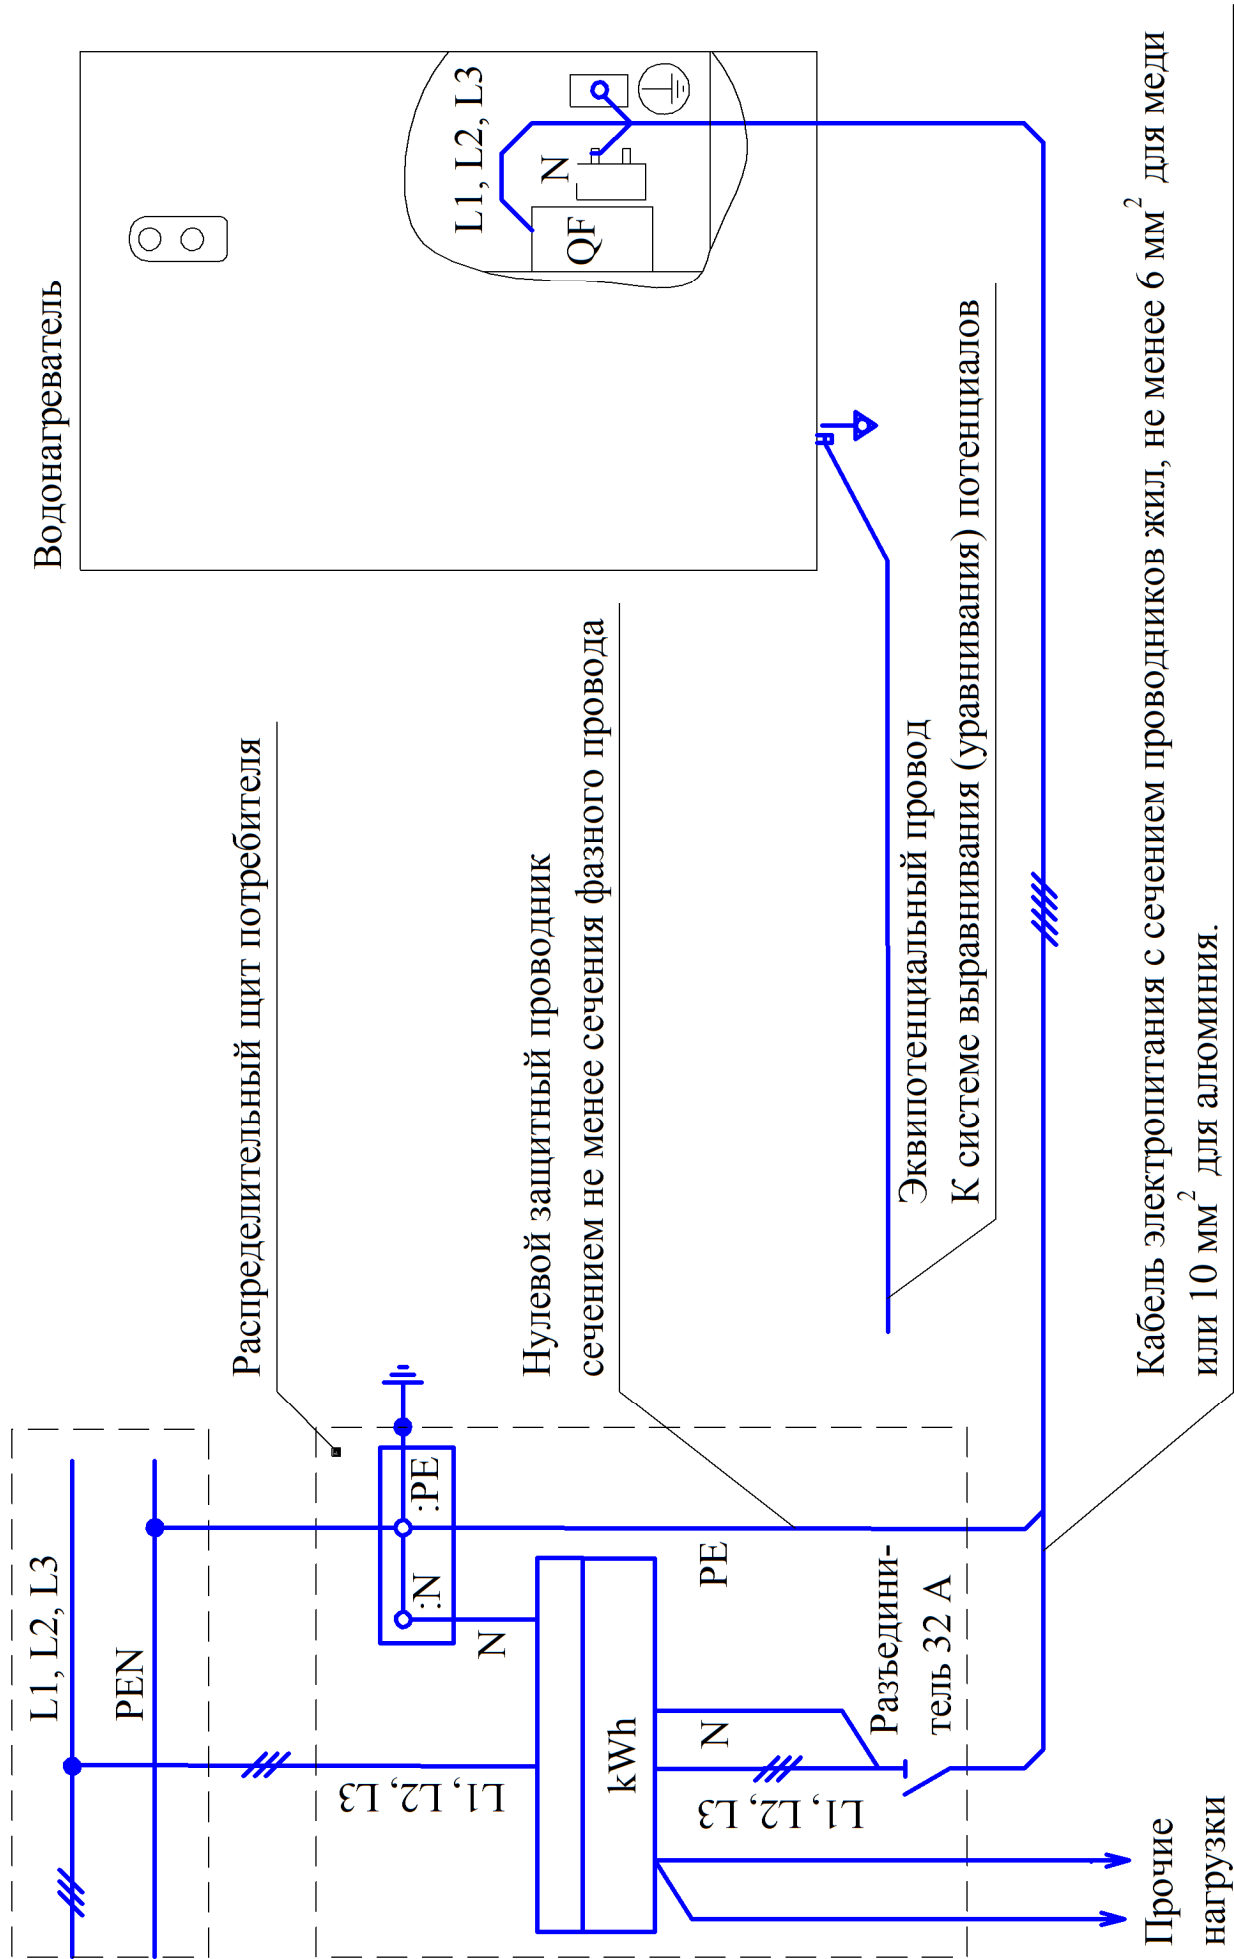 Водонагреватель
L1, L2, L3
N
QF
Распределительный щит потребителя
Нулевой защитный проводник
сечением не менее сечения фазного провода
Эквипотенциальный провод
К системе выравнивания (уравнивания) потенциалов
Кабель электропитания с сечением проводников жил, не менее 6 мм² для меди
или 10 мм² для алюминия.
L1, L2, L3
PEN
L1, L2, L3
:N
:PE
N
kWh
PE
N
L1, L2, L3
Разъедини-
тель 32 А
Прочие
нагрузки